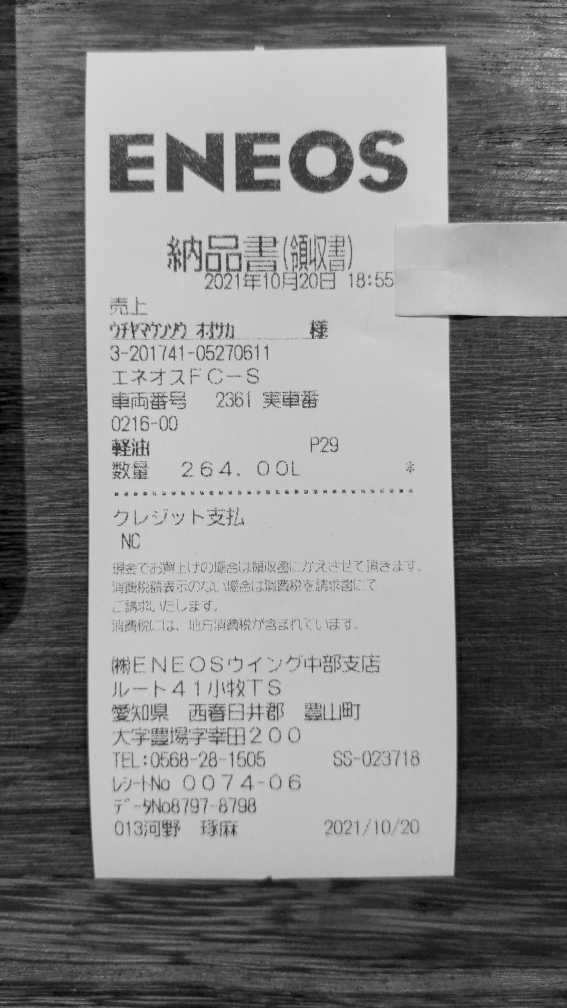 ENEOS
納品書(領収書)
2021年10月20日 18:55
売上
ｳﾁﾔﾏｳﾝｿｳ ｵｵｻｶ 様
3-201741-05270611
エネオスＦＣ－Ｓ
車両番号 2361 実車番
0216-00
軽油 P29
数量 ２６４．００L *
クレジット支払
NC
現金でお買上げの場合は領収書にかえさせて頂きます。
消費税額表示のない場合は消費税を請求書にて
ご請求いたします。
消費税には、地方消費税が含まれています。
㈱ＥＮＥＯＳウイング中部支店
ルート４１小牧ＴＳ
愛知県 西春日井郡 豊山町
大字豊場字幸田２００
TEL:0568-28-1505 SS-023718
ﾚｼｰﾄNo ００７４-０６
ﾃﾞｰﾀNo8797-8798
013河野 琢麻 2021/10/20